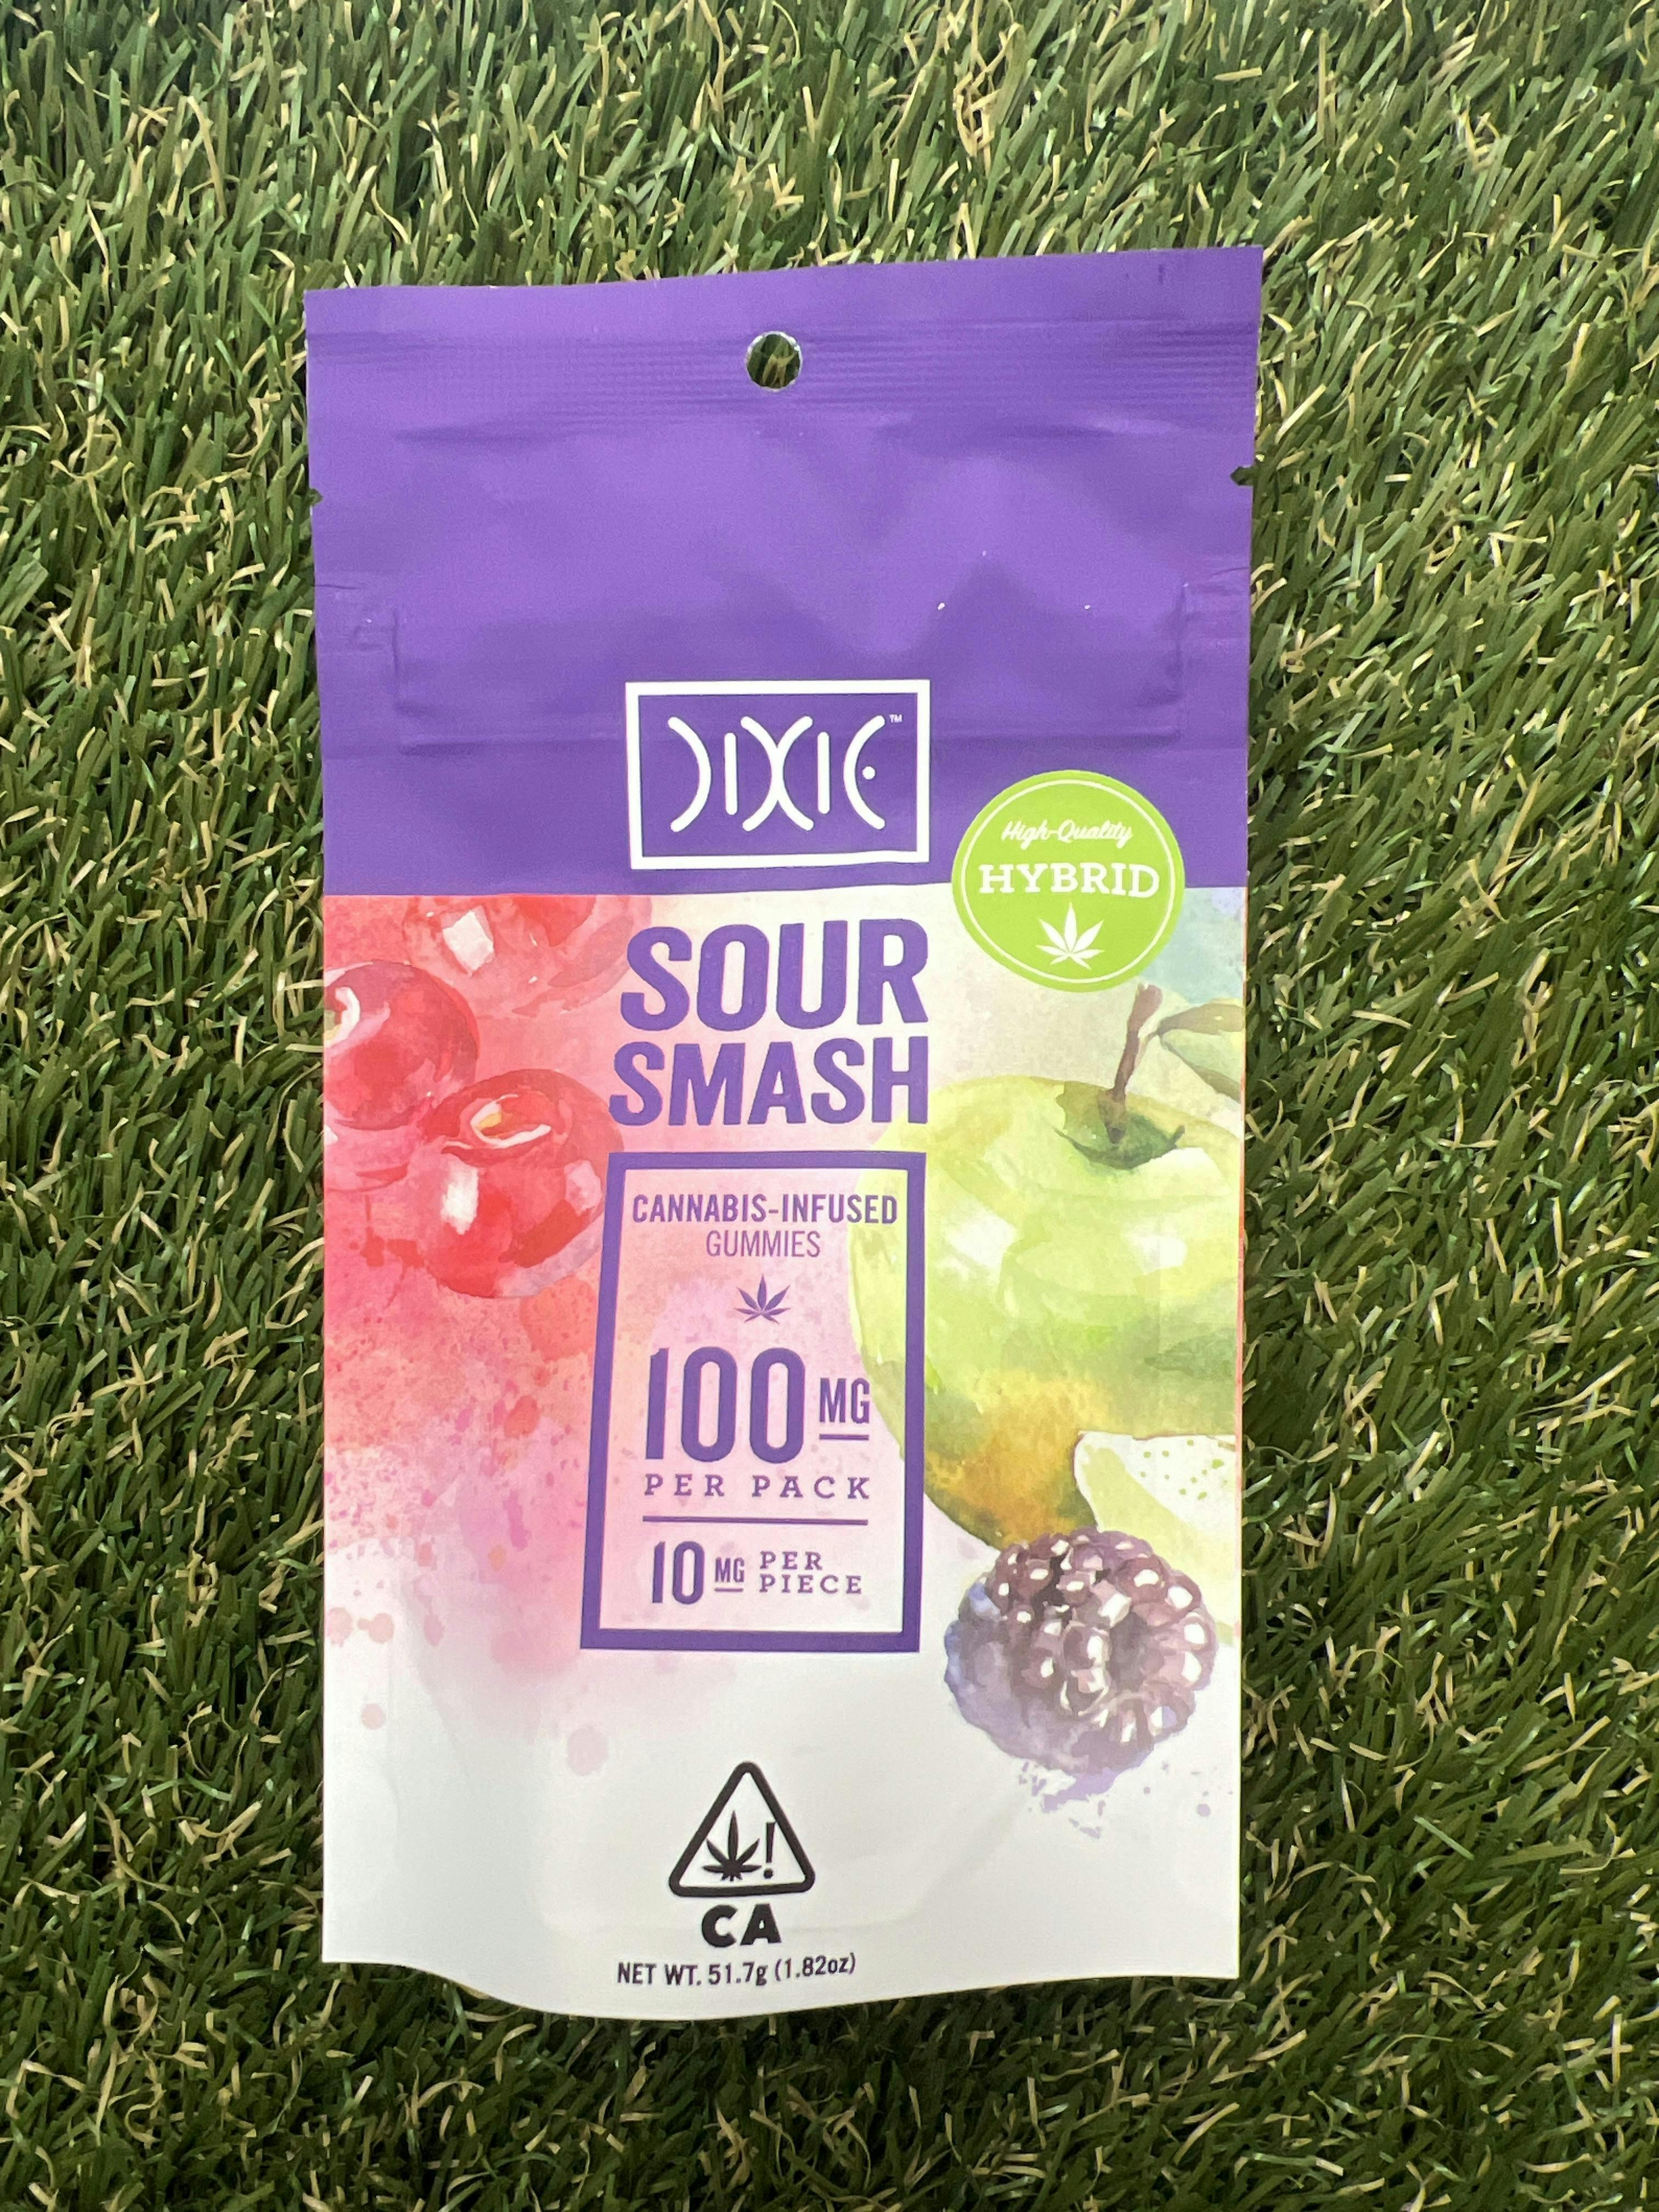 DIXIE™
High-Quality
HYBRID
SOUR
SMASH
CANNABIS-INFUSED
GUMMIES
100 MG
PER PACK
10 MG PER
PIECE
!
CA
NET WT. 51.7g (1.82oz)